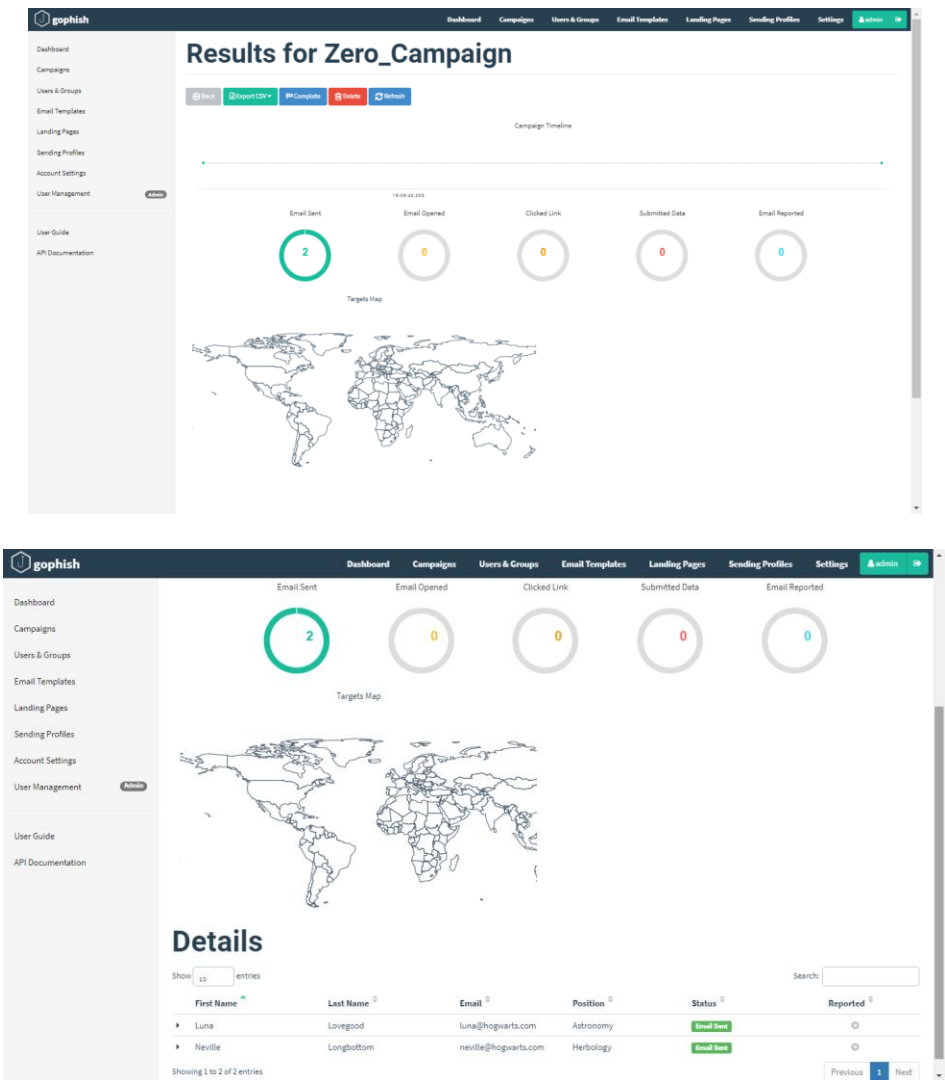 gophish
Dashboard Campaigns Users & Groups Email Templates Landing Pages Sending Profiles Settings admin
Dashboard
Campaigns
Users & Groups
Email Templates
Landing Pages
Sending Profiles
Account Settings
User Management Admin
User Guide
API Documentation
Results for Zero_Campaign
Back Export CSV Complete Delete Refresh
Campaign Timeline
Email Sent Email Opened Clicked Link Submitted Data Email Reported
2 0 0 0 0
Targets Map
gophish
Dashboard Campaigns Users & Groups Email Templates Landing Pages Sending Profiles Settings admin
Dashboard
Campaigns
Users & Groups
Email Templates
Landing Pages
Sending Profiles
Account Settings
User Management Admin
User Guide
API Documentation
Email Sent Email Opened Clicked Link Submitted Data Email Reported
2 0 0 0 0
Targets Map
Details
Show 10 entries Search:
First Name Last Name Email Position Status Reported
Luna Lovegood luna@hogwarts.com Astronomy Email Sent
Neville Longbottom neville@hogwarts.com Herbology Email Sent
Showing 1 to 2 of 2 entries Previous 1 Next